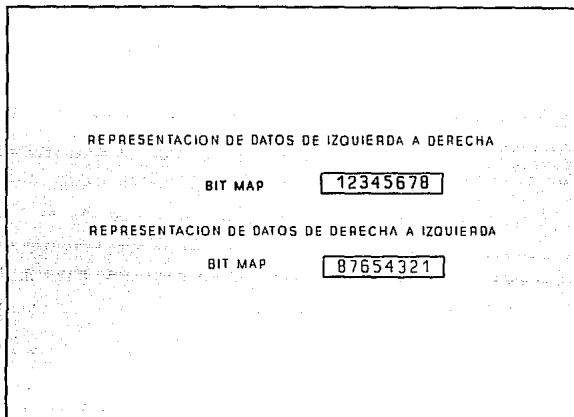 REPRESENTACION DE DATOS DE IZQUIERDA A DERECHA
BIT MAP 12345678
REPRESENTACION DE DATOS DE DERECHA A IZQUIERDA
BIT MAP 87654321